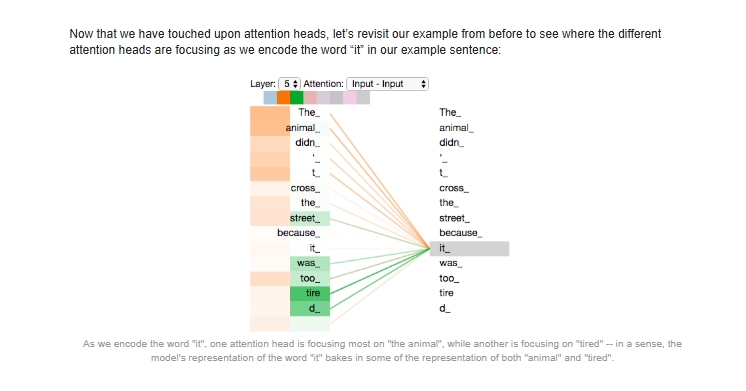 Now that we have touched upon attention heads, let's revisit our example from before to see where the different
attention heads are focusing as we encode the word "it" in our example sentence:
Layer: 5 Attention: Input - Input
The_ The_
animal_ animal_
didn_ didn_
'_ '_
t_ t_
cross_ cross_
the_ the_
street_ street_
because_ because_
it_ it_
was_ was_
too_ too_
tire tire
d_ d_
As we encode the word "it", one attention head is focusing most on "the animal", while another is focusing on "tired" -- in a sense, the
model's representation of the word "it" bakes in some of the representation of both "animal" and "tired".